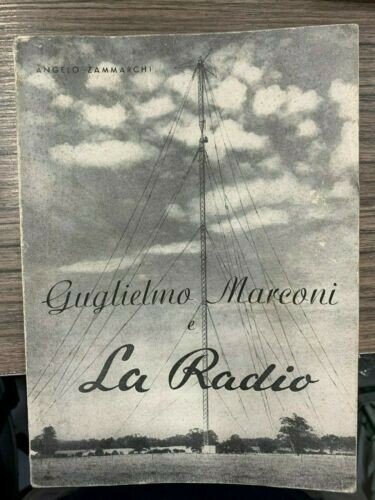 ANGELO ZAMMARCHI
Guglielmo Marconi
e
La Radio